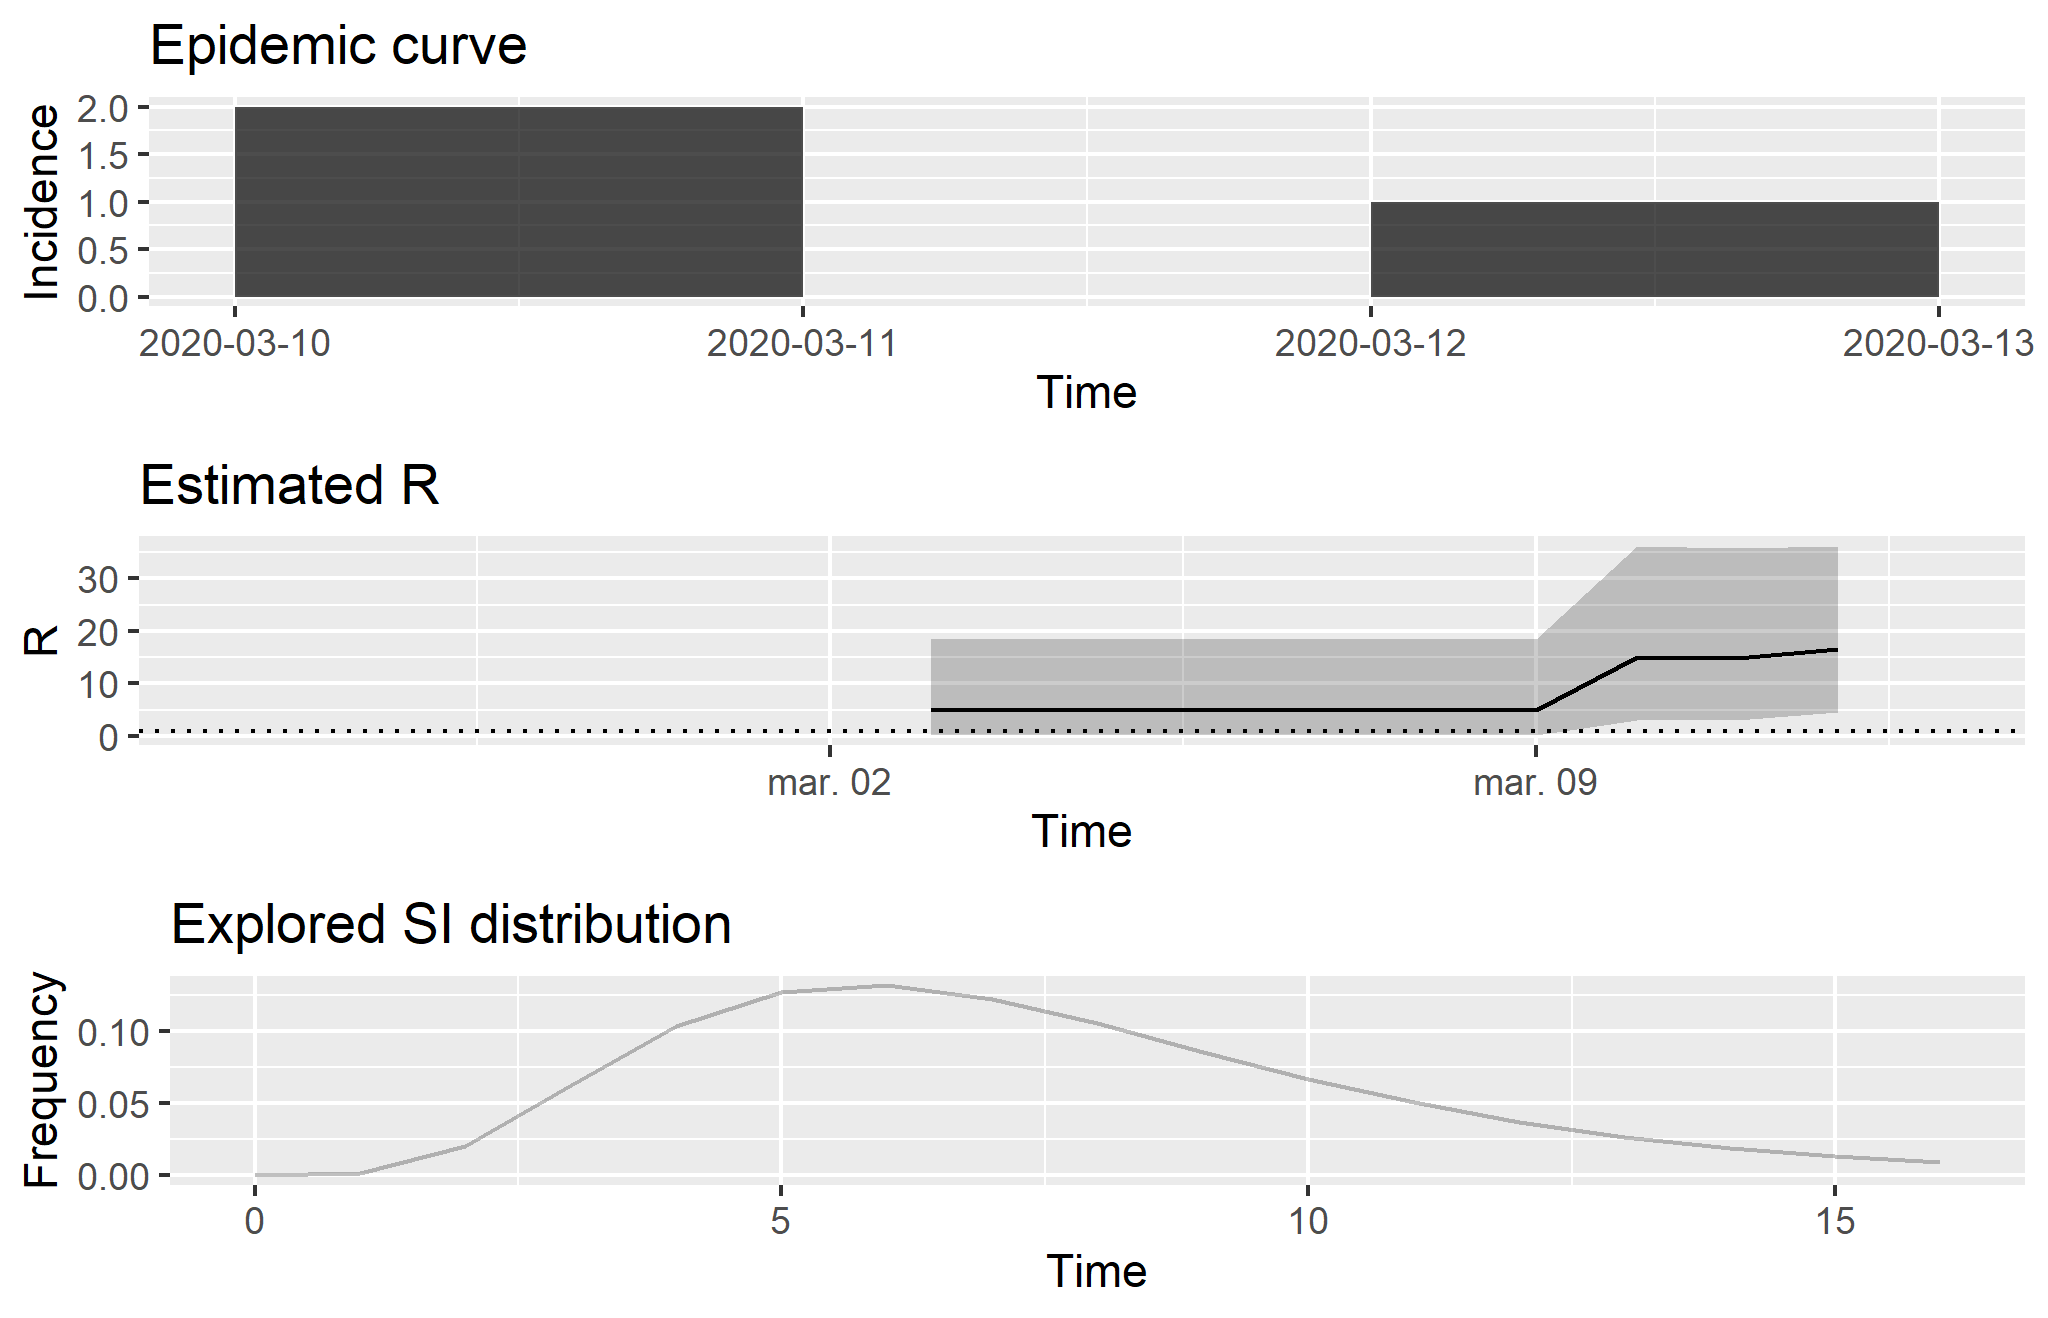 Epidemic curve
Incidence
2.0
1.5
1.0
0.5
0.0
2020-03-10 2020-03-11 2020-03-12 2020-03-13
Time
Estimated R
R
30
20
10
0
mar. 02 mar. 09
Time
Explored SI distribution
Frequency
0.10
0.05
0.00
0 5 10 15
Time